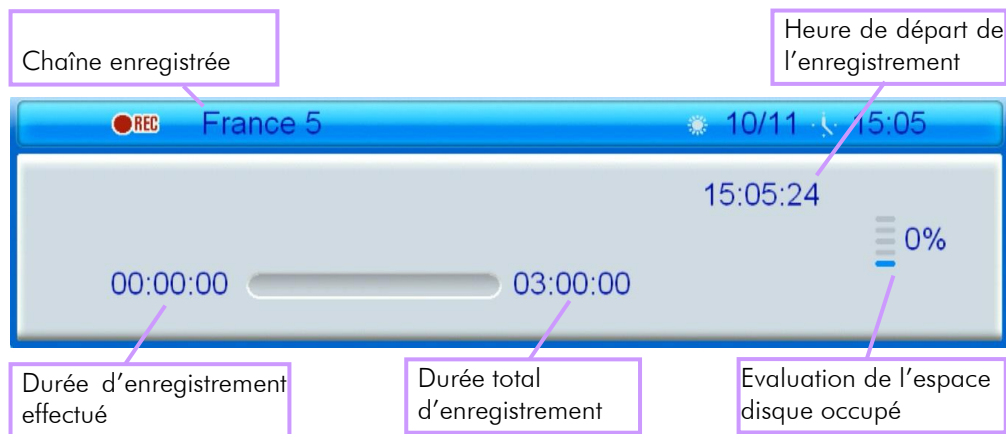 Chaîne enregistrée
Heure de départ de
l'enregistrement
REC France 5 10/11 15:05
15:05:24
0%
00:00:00 03:00:00
Durée d'enregistrement
effectué
Durée total
d'enregistrement
Evaluation de l'espace
disque occupé